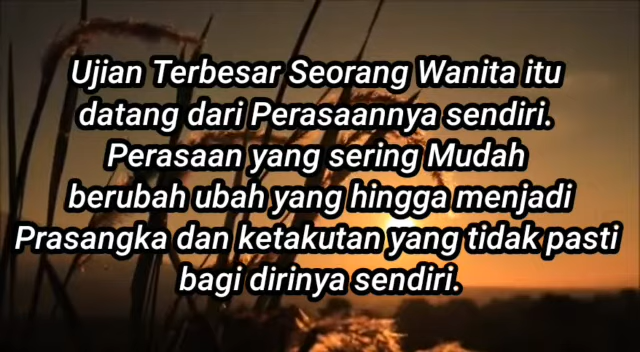 Ujian Terbesar Seorang Wanita itu
datang dari Perasaannya sendiri.
Perasaan yang sering Mudah
berubah ubah yang hingga menjadi
Prasangka dan ketakutan yang tidak pasti
bagi dirinya sendiri.